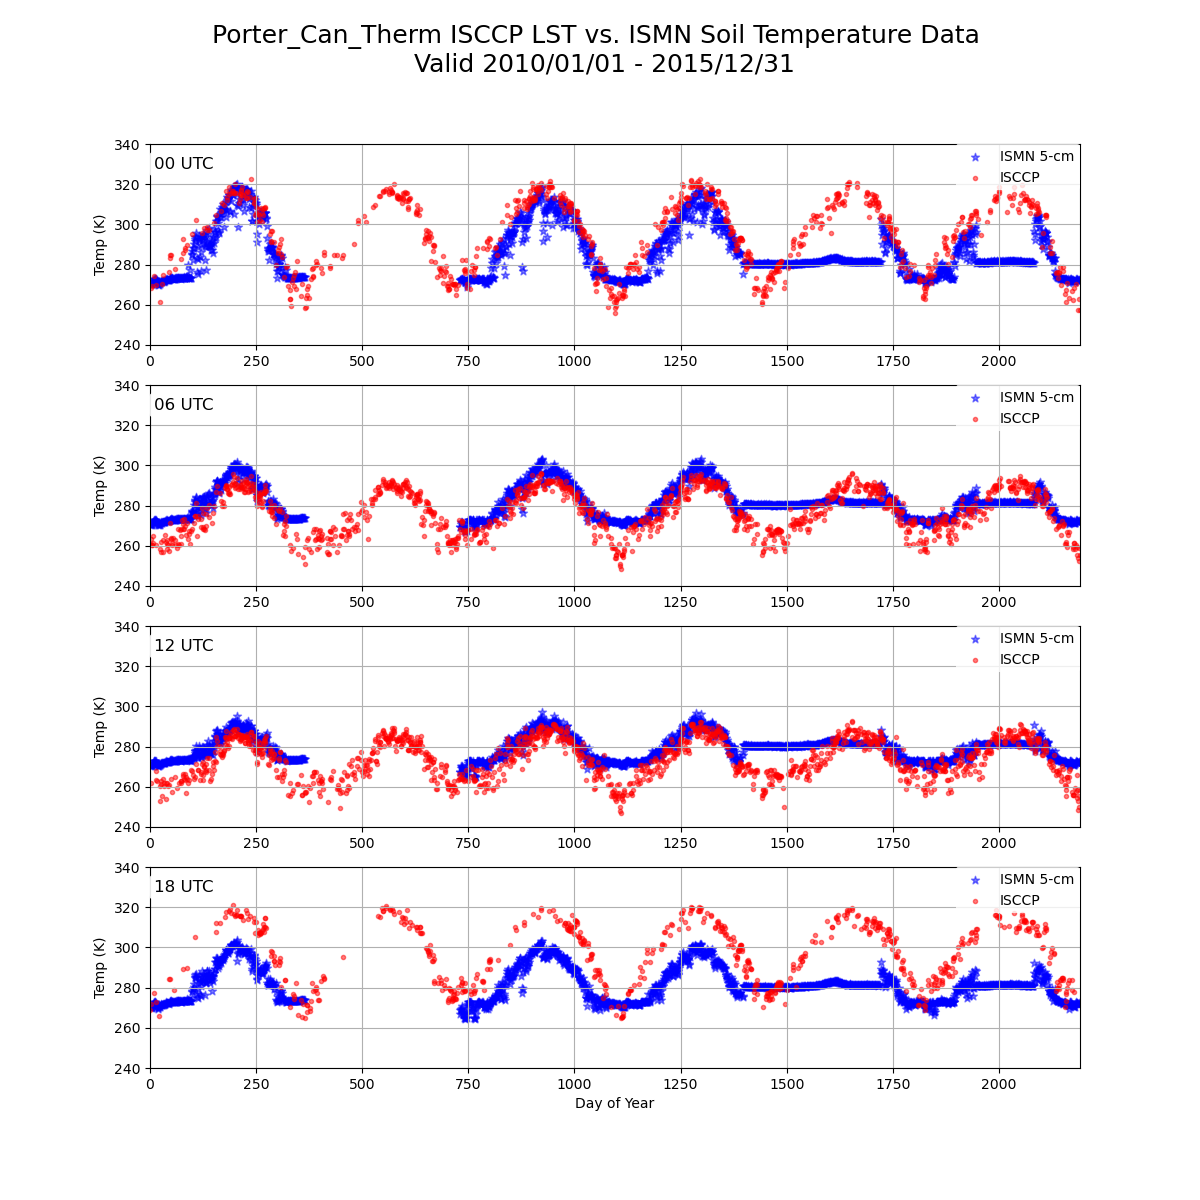 Porter_Can_Therm ISCCP LST vs. ISMN Soil Temperature Data
Valid 2010/01/01 - 2015/12/31
340
320
300
280
260
240
Temp (K)
00 UTC
ISMN 5-cm
ISCCP
0 250 500 750 1000 1250 1500 1750 2000
340
320
300
280
260
240
Temp (K)
06 UTC
ISMN 5-cm
ISCCP
0 250 500 750 1000 1250 1500 1750 2000
340
320
300
280
260
240
Temp (K)
12 UTC
ISMN 5-cm
ISCCP
0 250 500 750 1000 1250 1500 1750 2000
340
320
300
280
260
240
Temp (K)
18 UTC
ISMN 5-cm
ISCCP
0 250 500 750 1000 1250 1500 1750 2000
Day of Year